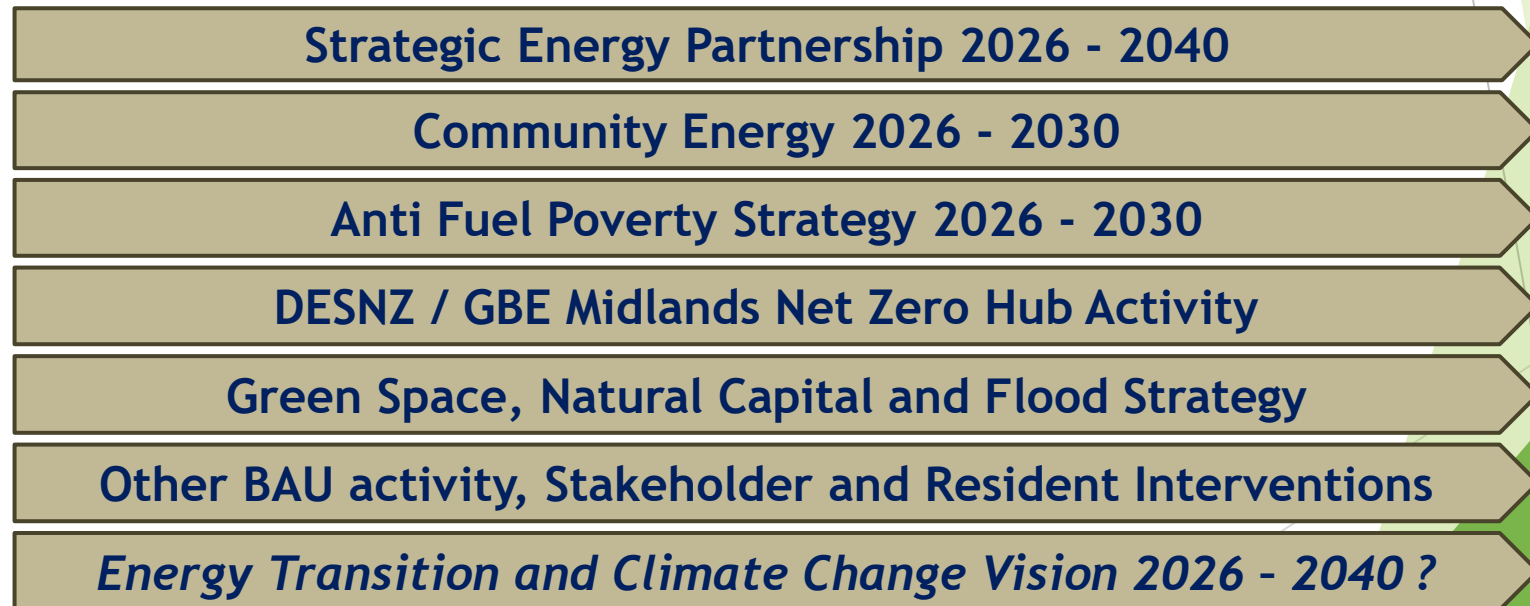 Strategic Energy Partnership 2026 - 2040
Community Energy 2026 - 2030
Anti Fuel Poverty Strategy 2026 - 2030
DESNZ / GBE Midlands Net Zero Hub Activity
Green Space, Natural Capital and Flood Strategy
Other BAU activity, Stakeholder and Resident Interventions
Energy Transition and Climate Change Vision 2026 – 2040 ?